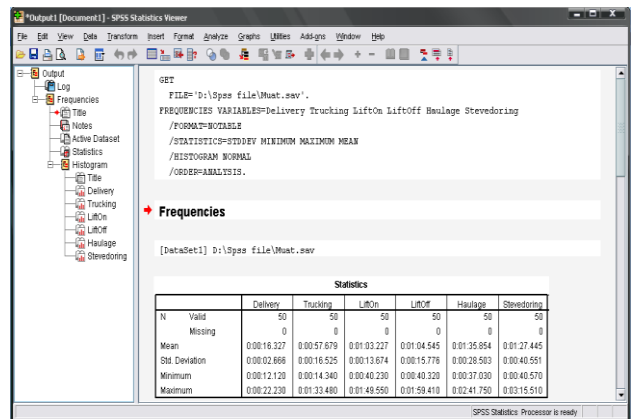 *Output1 [Document1] - SPSS Statistics Viewer
File Edit View Data Transform Insert Format Analyze Graphs Utilities Add-ons Window Help
Output
Log
Frequencies
Title
Notes
Active Dataset
Statistics
Histogram
Title
Delivery
Trucking
LiftOn
LiftOff
Haulage
Stevedoring
GET
FILE='D:\Spss file\Muat.sav'.
FREQUENCIES VARIABLES=Delivery Trucking LiftOn LiftOff Haulage Stevedoring
/FORMAT=NOTABLE
/STATISTICS=STDDEV MINIMUM MAXIMUM MEAN
/HISTOGRAM NORMAL
/ORDER=ANALYSIS.
Frequencies
[DataSet1] D:\Spss file\Muat.sav
Statistics
Delivery Trucking LiftOn LiftOff Haulage Stevedoring
N Valid 50 50 50 50 50 50
Missing 0 0 0 0 0 0
Mean 0:00:16.327 0:00:57.679 0:01:03.227 0:01:04.545 0:01:35.854 0:01:27.445
Std. Deviation 0:00:02.666 0:00:16.525 0:00:13.674 0:00:15.776 0:00:28.503 0:00:40.551
Minimum 0:00:12.120 0:00:14.340 0:00:40.230 0:00:40.320 0:00:37.030 0:00:40.570
Maximum 0:00:22.230 0:01:33.480 0:01:49.550 0:01:59.410 0:02:41.750 0:03:15.510
SPSS Statistics Processor is ready